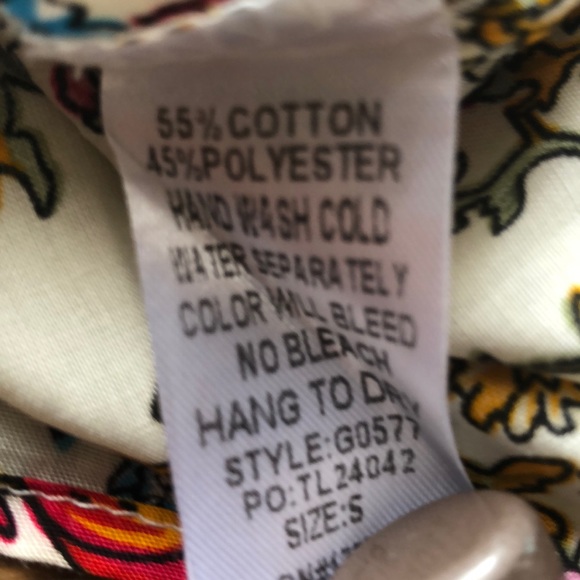 55% COTTON
45% POLYESTER
HAND WASH COLD
WATER SEPARATELY
COLOR WILL BLEED
NO BLEACH
HANG TO DRY
STYLE:G0577
PO:TL24042
SIZE:S